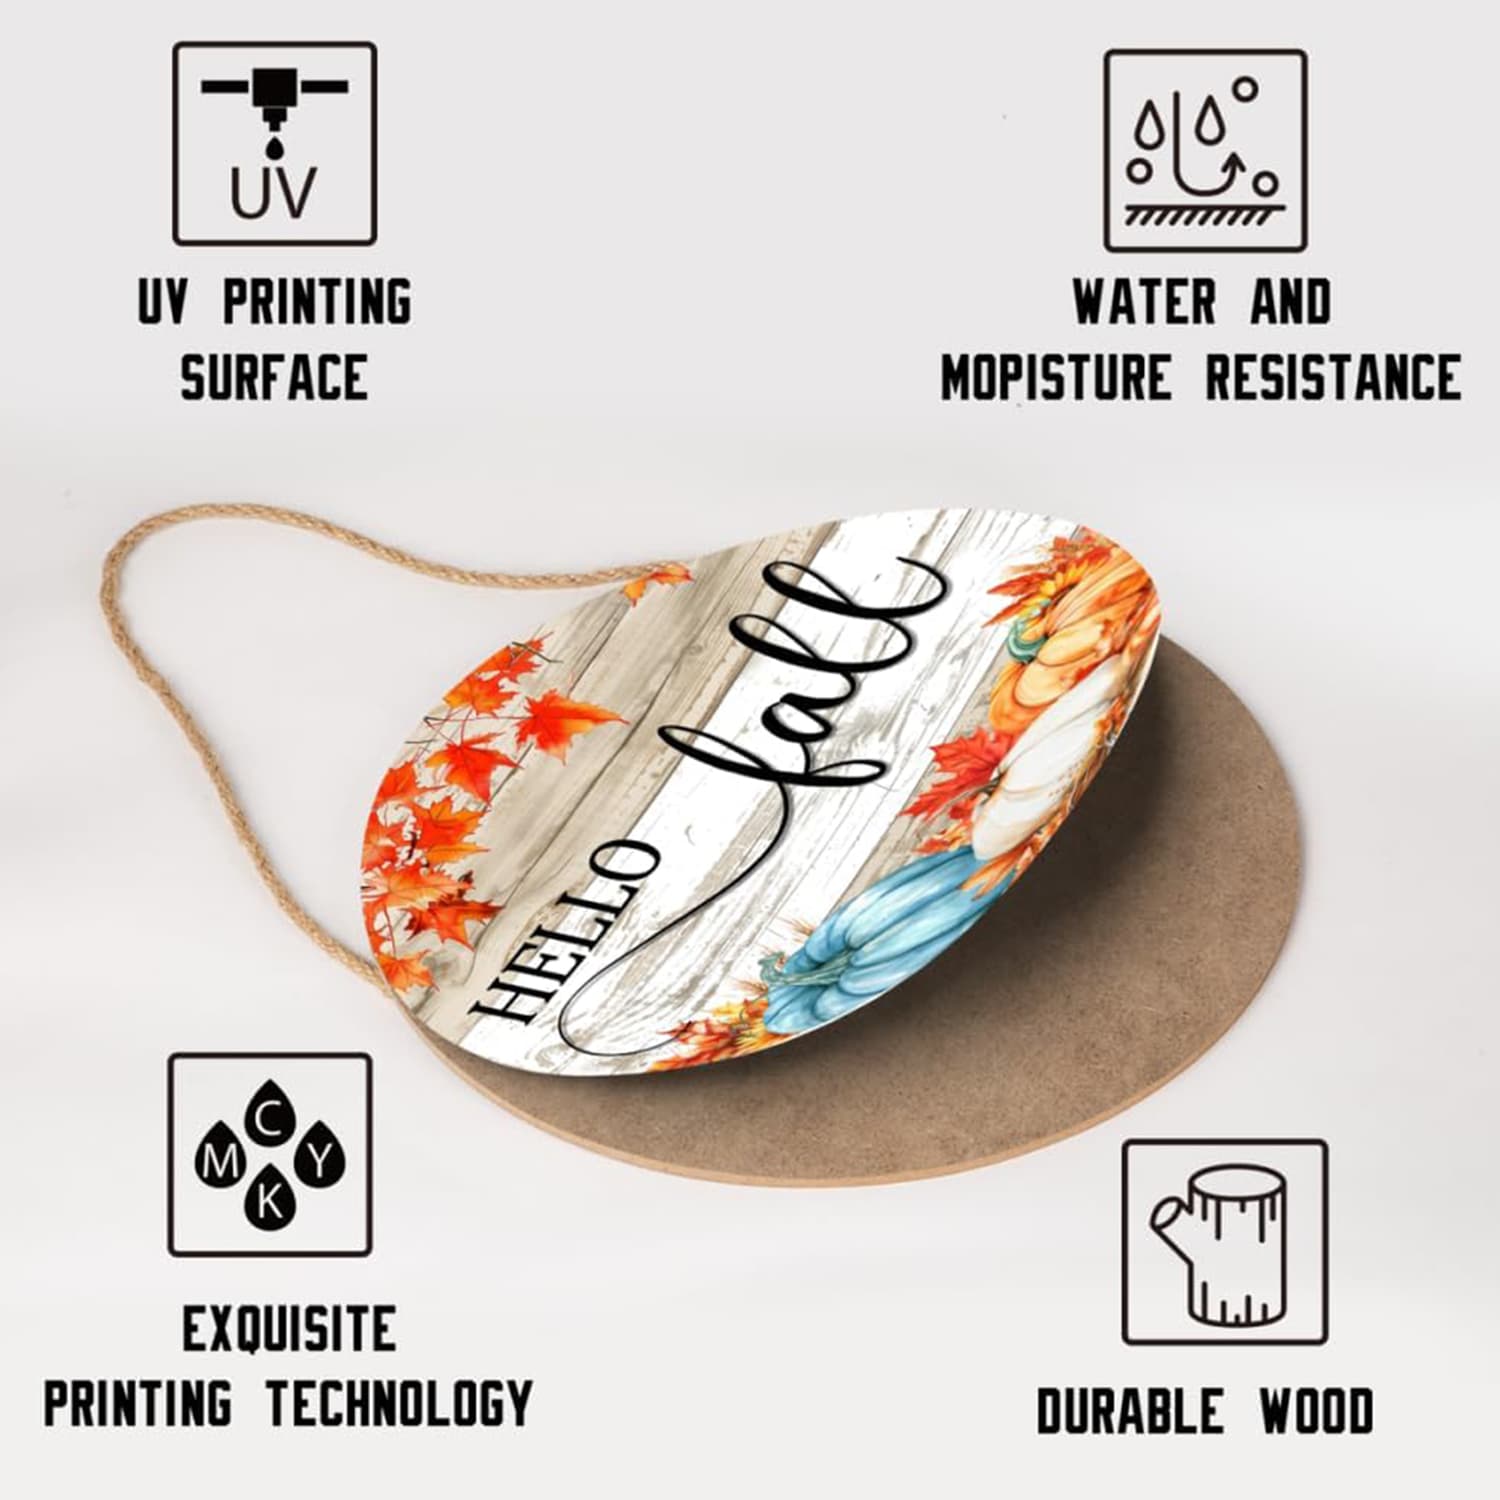 UV
UV PRINTING
SURFACE
WATER AND
MOPISTURE RESISTANCE
HELLO
fall
C
M
Y
K
EXQUISITE
PRINTING TECHNOLOGY
DURABLE WOOD